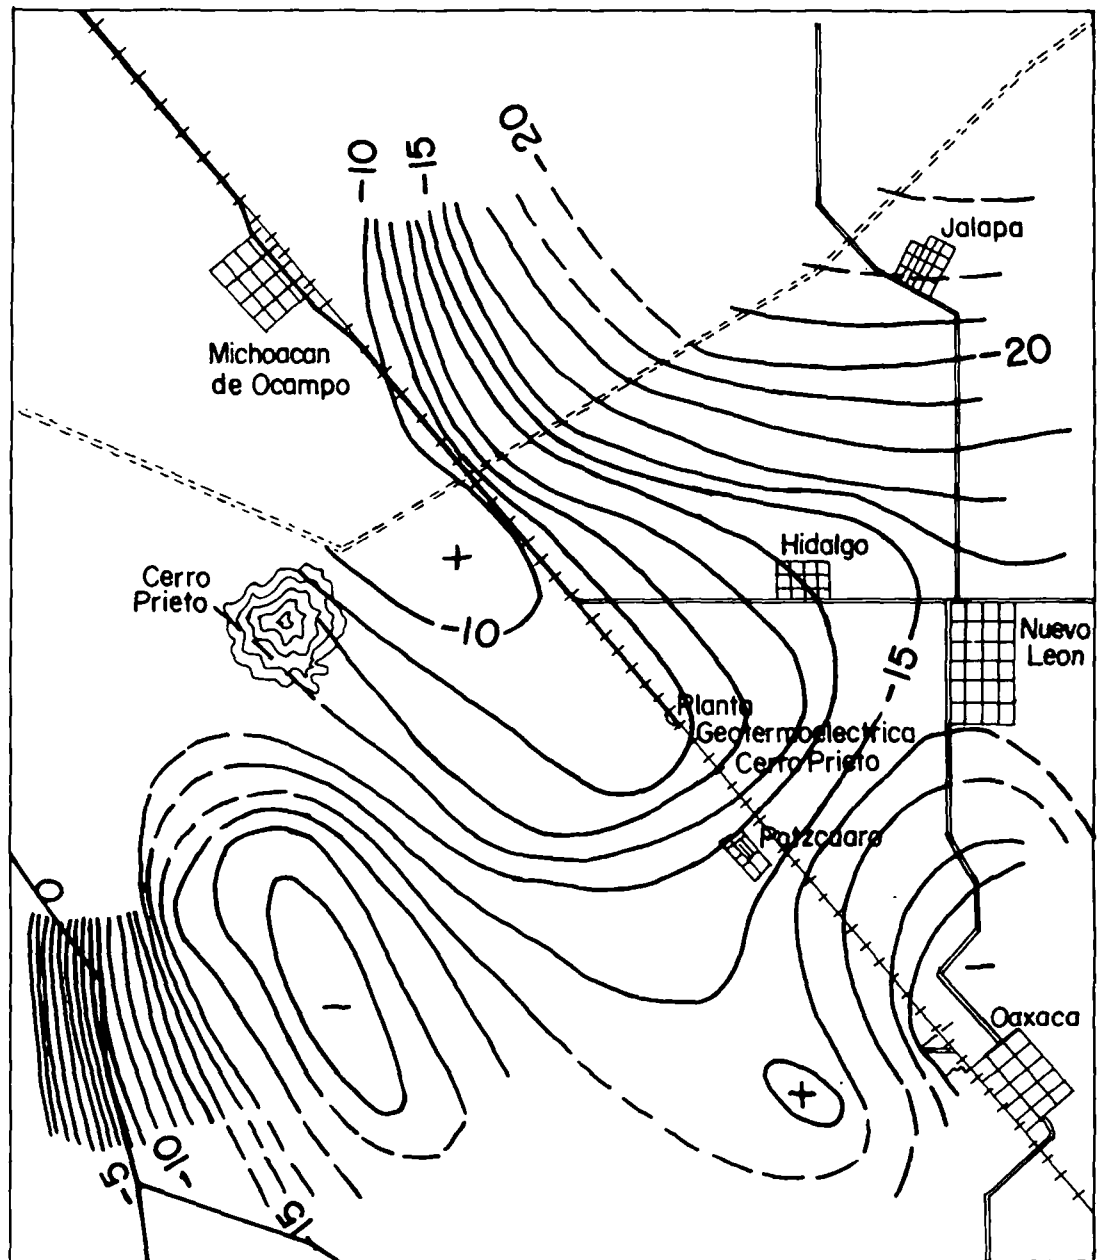 -20
-10
-15
Jalapa
-20
Michoacan
de Ocampo
Hidalgo
Cerro
Prieto
+
-10
Nuevo
Leon
-15
Planta
Geotermoelectrica
Cerro Prieto
Patzcuaro
0
-
-
Oaxaca
+
-5
-10
-15